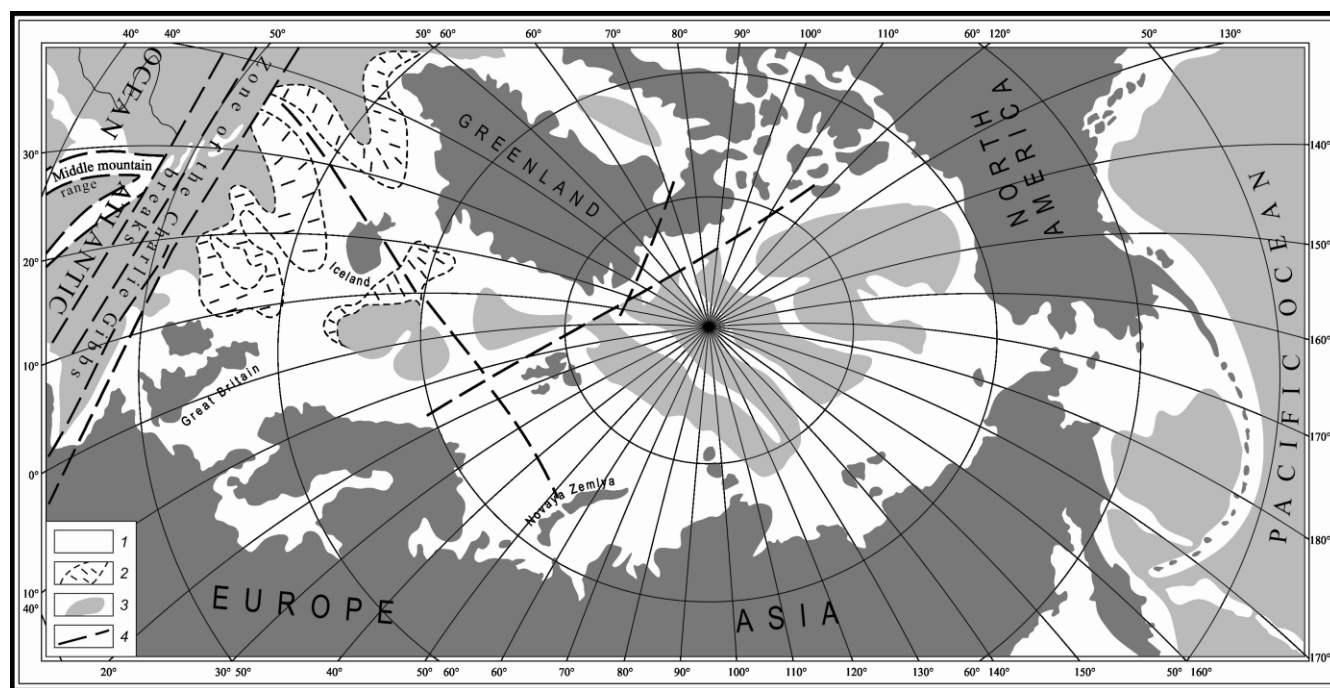 40° 40° 50° 50° 60° 60° 70° 80° 90° 100° 110° 60° 120° 50° 130°
OCEAN
ATLANTIC
Zone of the Charlie Gibbs
breaks
Middle mountain
range
GREENLAND
NORTH
AMERICA
PACIFIC OCEAN
Iceland
Great Britain
Novaya Zemlya
EUROPE
ASIA
30°
20°
10°
0°
10°
40°
140°
150°
160°
170°
180°
170°
1
2
3
4
20° 30° 50° 40° 50° 60° 60° 70° 80° 90° 100° 110° 120° 130° 60° 140° 150° 50° 160°